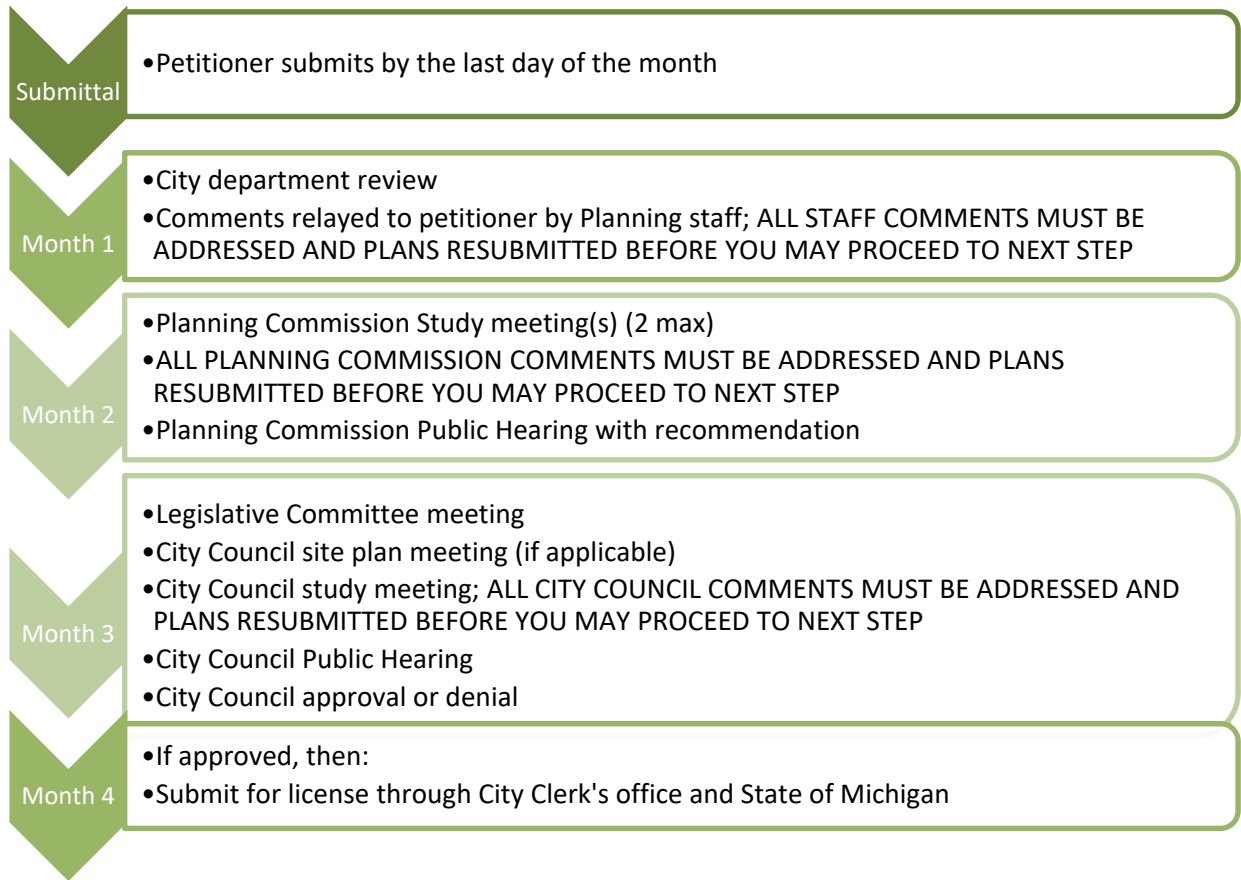 Submittal
•Petitioner submits by the last day of the month
Month 1
•City department review
•Comments relayed to petitioner by Planning staff; ALL STAFF COMMENTS MUST BE
ADDRESSED AND PLANS RESUBMITTED BEFORE YOU MAY PROCEED TO NEXT STEP
Month 2
•Planning Commission Study meeting(s) (2 max)
•ALL PLANNING COMMISSION COMMENTS MUST BE ADDRESSED AND PLANS
RESUBMITTED BEFORE YOU MAY PROCEED TO NEXT STEP
•Planning Commission Public Hearing with recommendation
Month 3
•Legislative Committee meeting
•City Council site plan meeting (if applicable)
•City Council study meeting; ALL CITY COUNCIL COMMENTS MUST BE ADDRESSED AND
PLANS RESUBMITTED BEFORE YOU MAY PROCEED TO NEXT STEP
•City Council Public Hearing
•City Council approval or denial
Month 4
•If approved, then:
•Submit for license through City Clerk's office and State of Michigan